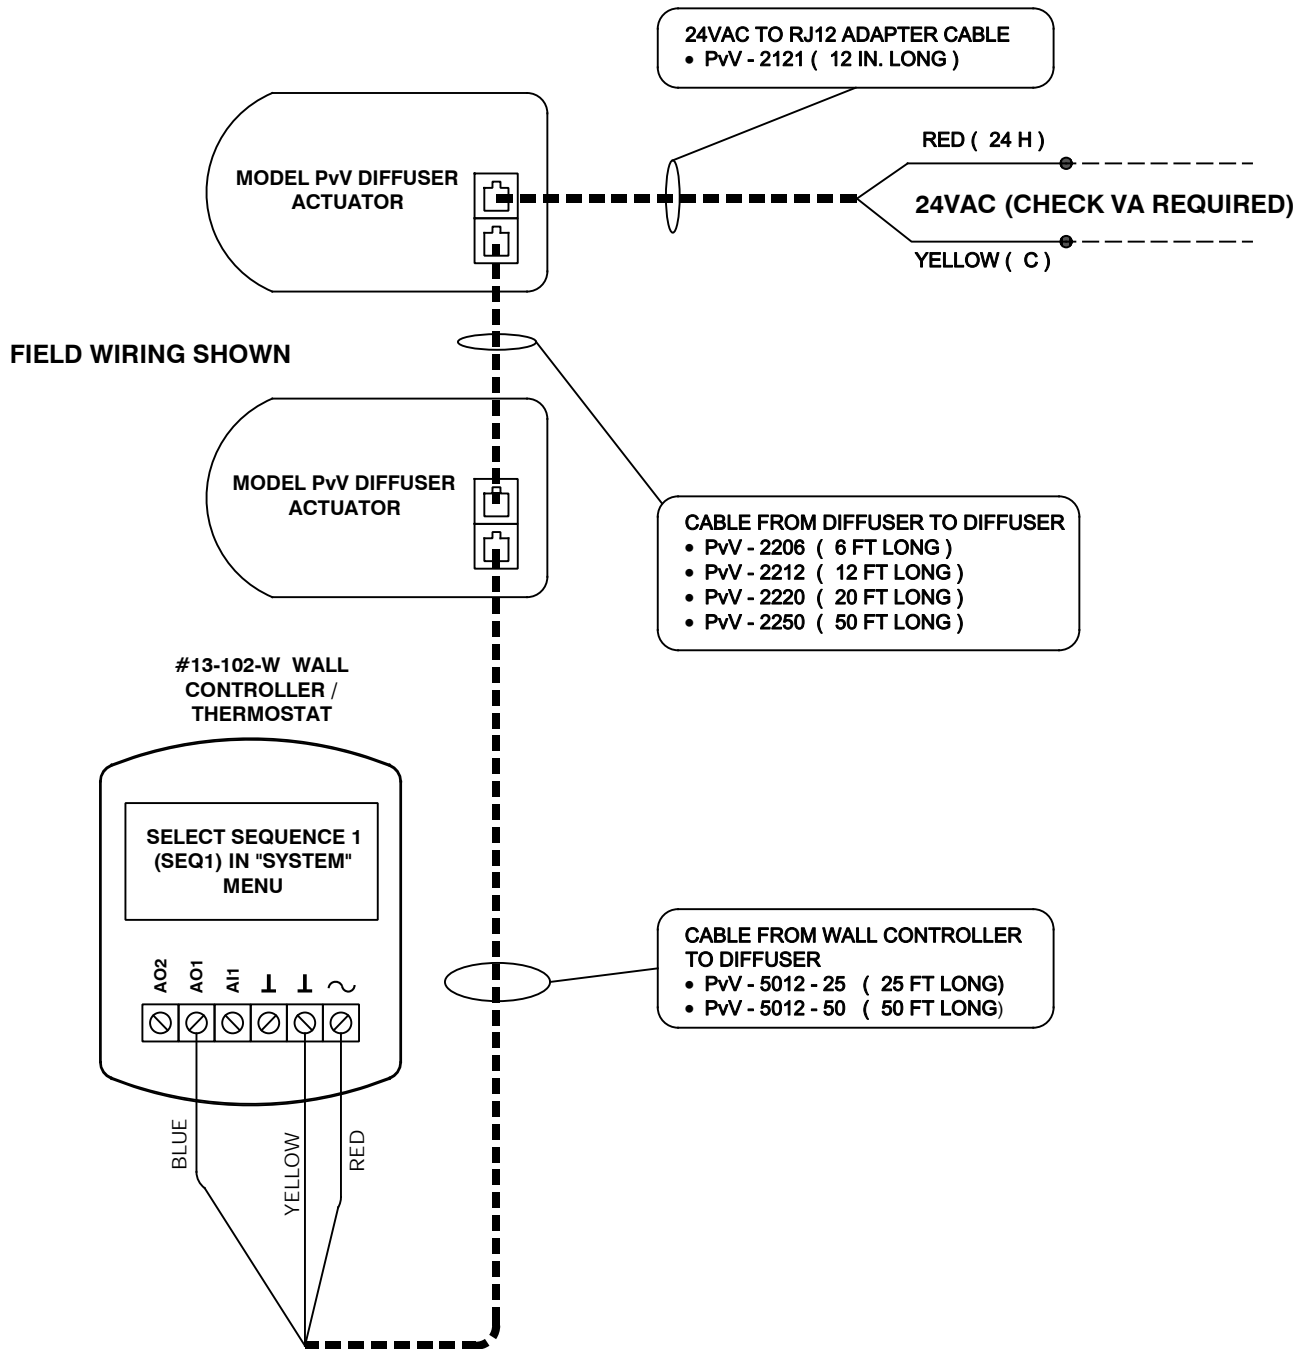 24VAC TO RJ12 ADAPTER CABLE
• PvV - 2121 ( 12 IN. LONG )
RED ( 24 H )
MODEL PvV DIFFUSER
ACTUATOR
24VAC (CHECK VA REQUIRED)
YELLOW ( C )
FIELD WIRING SHOWN
MODEL PvV DIFFUSER
ACTUATOR
CABLE FROM DIFFUSER TO DIFFUSER
• PvV - 2206 ( 6 FT LONG )
• PvV - 2212 ( 12 FT LONG )
• PvV - 2220 ( 20 FT LONG )
• PvV - 2250 ( 50 FT LONG )
#13-102-W WALL
CONTROLLER /
THERMOSTAT
SELECT SEQUENCE 1
(SEQ1) IN "SYSTEM"
MENU
CABLE FROM WALL CONTROLLER
TO DIFFUSER
• PvV - 5012 - 25 ( 25 FT LONG)
• PvV - 5012 - 50 ( 50 FT LONG)
AO2
AO1
AI1
BLUE
YELLOW
RED